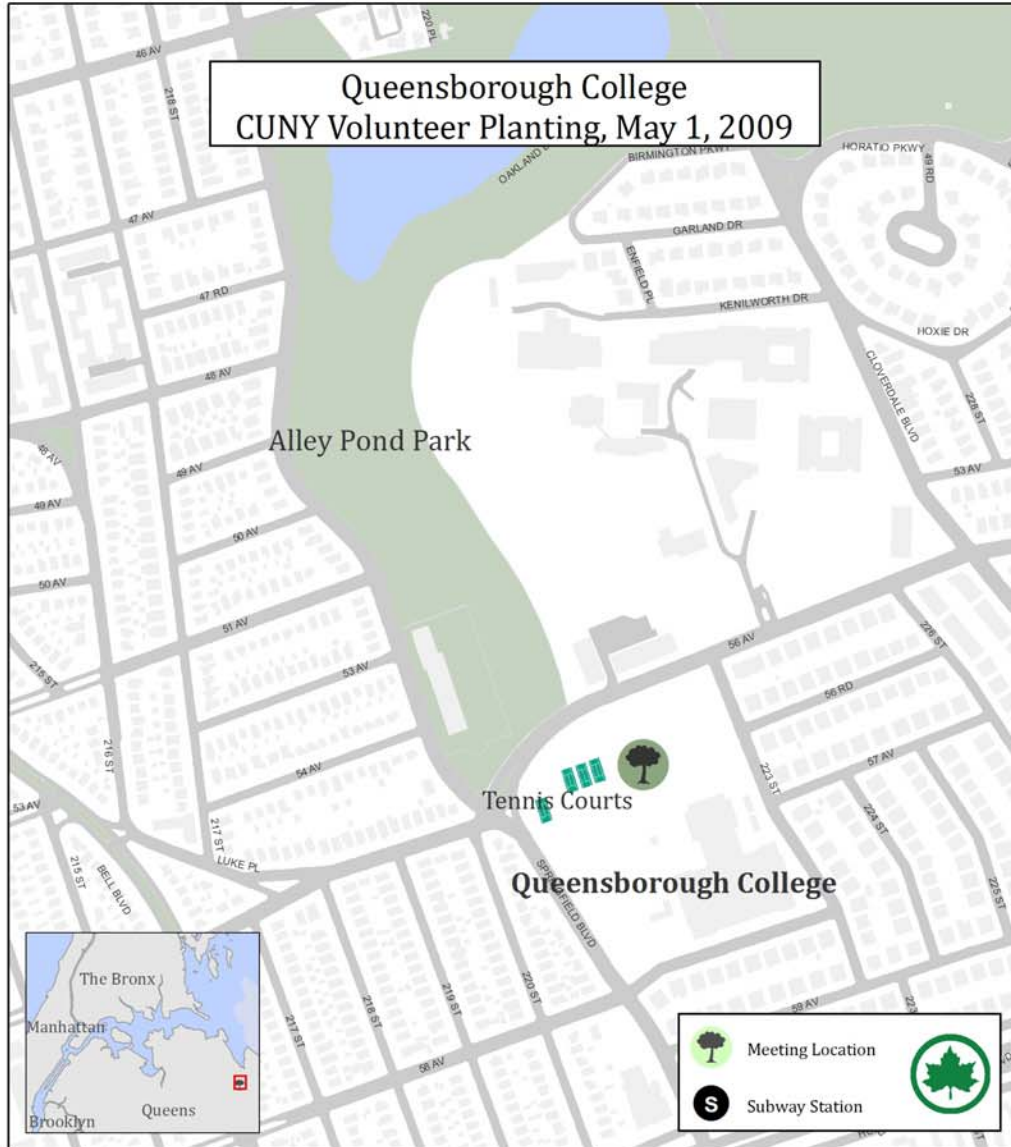 220 PL
46 AV
218 ST
Queensborough College
CUNY Volunteer Planting, May 1, 2009
OAKLAND
BIRMINGTON PKWY
HORATIO PKWY
49 RD
47 AV
GARLAND DR
ENFIELD PL
47 RD
KENILWORTH DR
HOXIE DR
48 AV
CLOVERDALE BLVD
228 ST
Alley Pond Park
48 AV
49 AV
53 AV
49 AV
50 AV
50 AV
51 AV
56 AV
226 ST
215 ST
53 AV
56 RD
216 ST
57 AV
54 AV
223 ST
Tennis Courts
53 AV
217 ST
224 ST
LUKE PL
215 ST
BELL BLVD
SPRINGFIELD BLVD
Queensborough College
225 ST
The Bronx
Manhattan
Queens
Brooklyn
217 ST
218 ST
219 ST
220 ST
59 AV
223
58 AV
Meeting Location
S
Subway Station